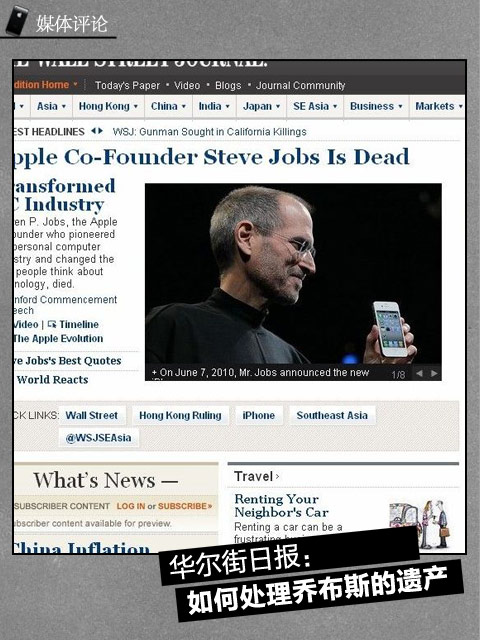 媒体评论
E WALL STREET JOURNAL.
dition Home
Today's Paper • Video • Blogs • Journal Community
Asia
Hong Kong
China
India
Japan
SE Asia
Business
Markets
EST HEADLINES
WSJ: Gunman Sought in California Killings
pple Co-Founder Steve Jobs Is Dead
ransformed
C Industry
en P. Jobs, the Apple
ounder who pioneered
personal computer
stry and changed the
people think about
nology, died.
nford Commencement
eech
Video | Timeline
The Apple Evolution
ve Jobs's Best Quotes
World Reacts
+ On June 7, 2010, Mr. Jobs announced the new
1/8
CK LINKS:
Wall Street
Hong Kong Ruling
iPhone
Southeast Asia
@WSJSEAsia
What's News —
SUBSCRIBER CONTENT LOG IN or SUBSCRIBE»
ubscriber content available for preview.
China Inflation
Travel ›
Renting Your
Neighbor's Car
Renting a car can be a
frustrating
华尔街日报：
如何处理乔布斯的遗产